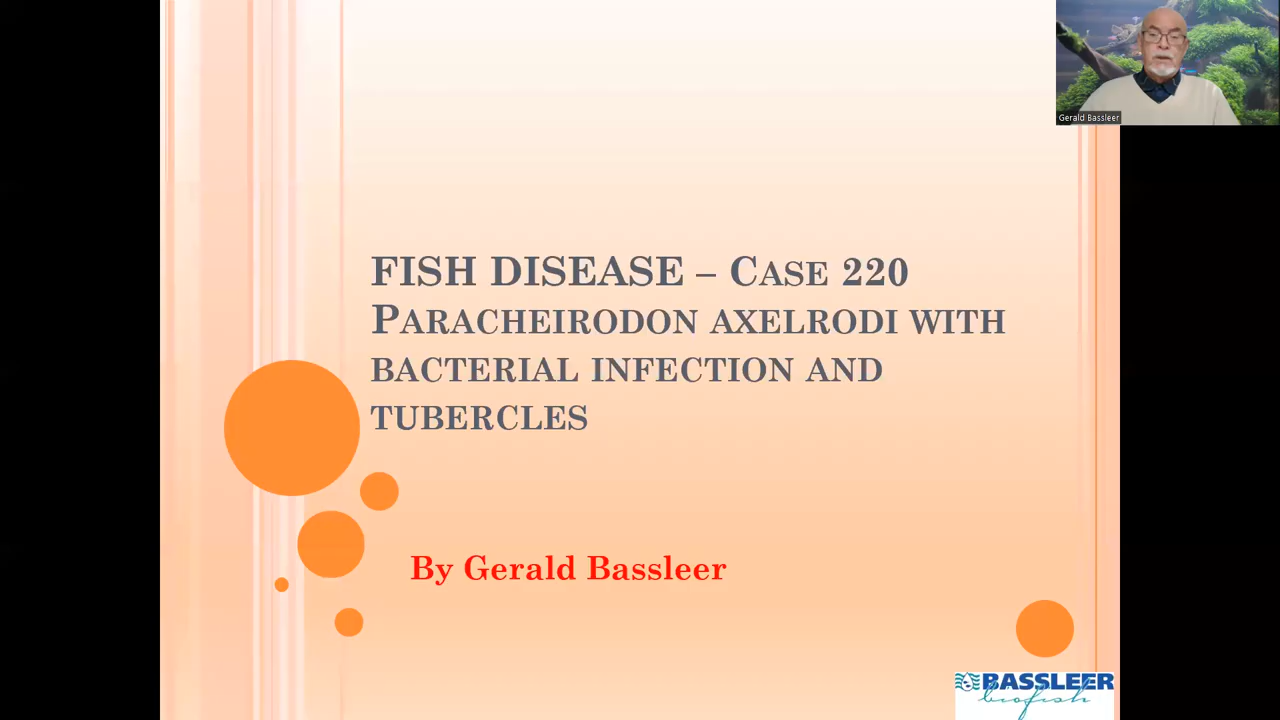 Gerald Bassleer
FISH DISEASE – CASE 220
PARACHEIRODON AXELRODI WITH
BACTERIAL INFECTION AND
TUBERCLES
By Gerald Bassleer
BASSLEER
biofish